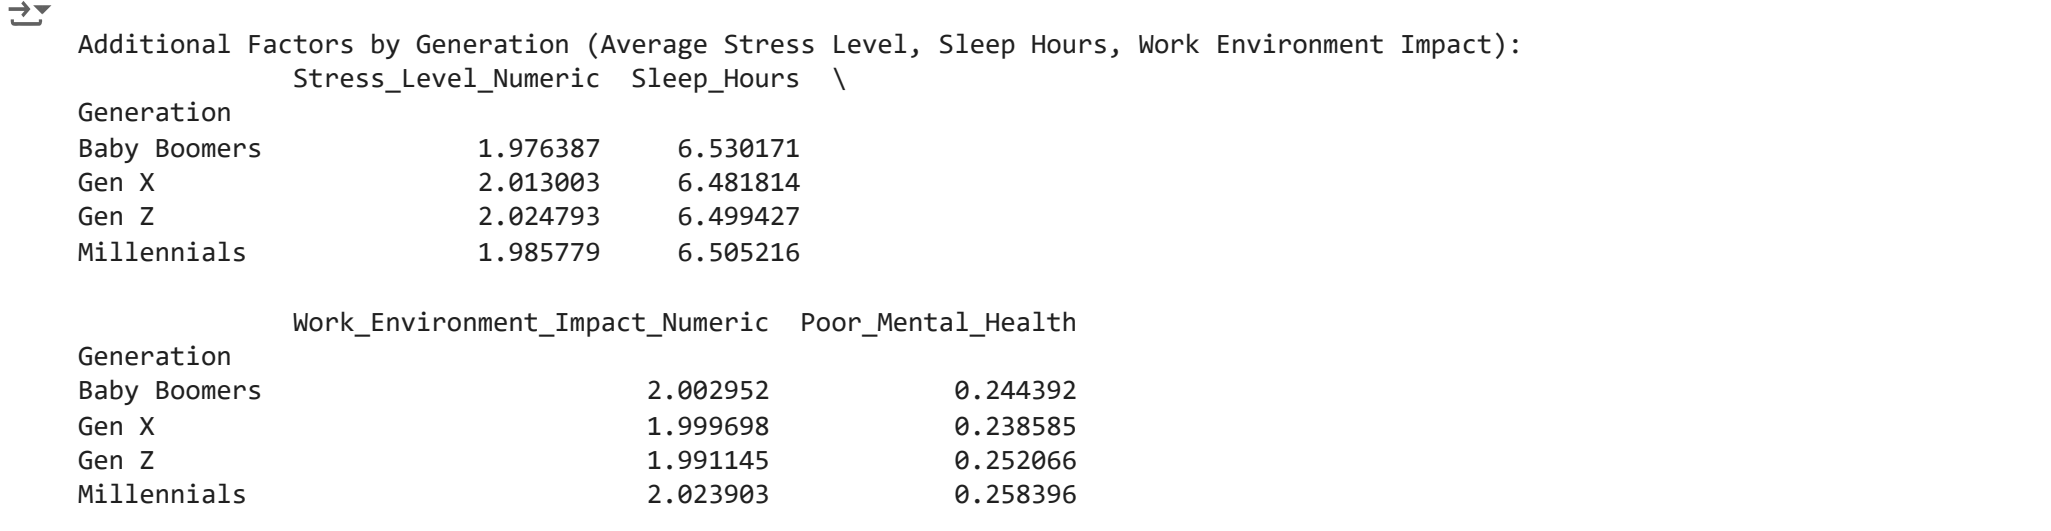 Additional Factors by Generation (Average Stress Level, Sleep Hours, Work Environment Impact):
Stress_Level_Numeric Sleep_Hours \
Generation
Baby Boomers 1.976387 6.530171
Gen X 2.013003 6.481814
Gen Z 2.024793 6.499427
Millennials 1.985779 6.505216
Work_Environment_Impact_Numeric Poor_Mental_Health
Generation
Baby Boomers 2.002952 0.244392
Gen X 1.999698 0.238585
Gen Z 1.991145 0.252066
Millennials 2.023903 0.258396